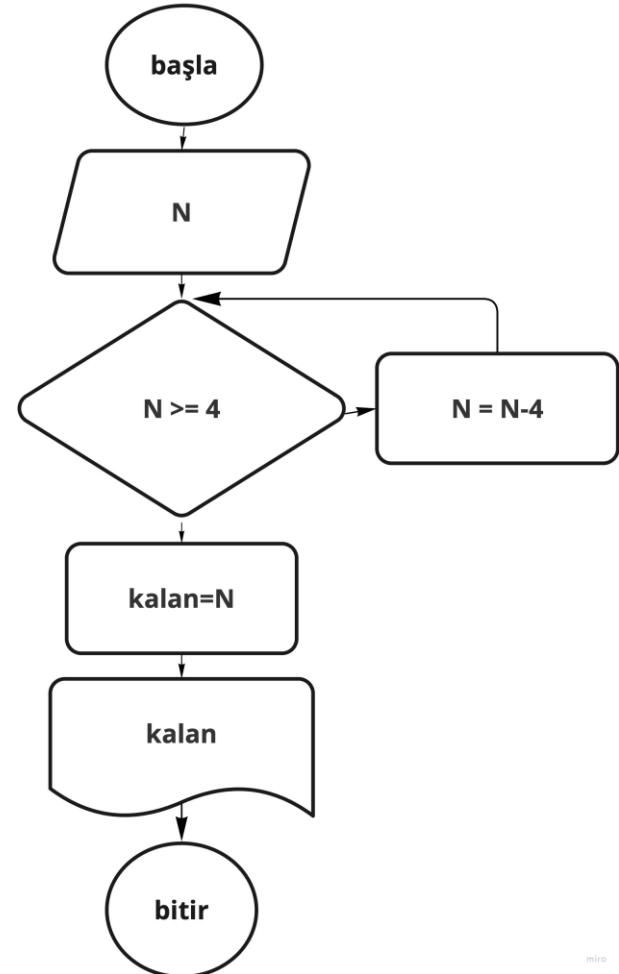 başla
N
N >= 4
N = N-4
kalan=N
kalan
bitir
miro